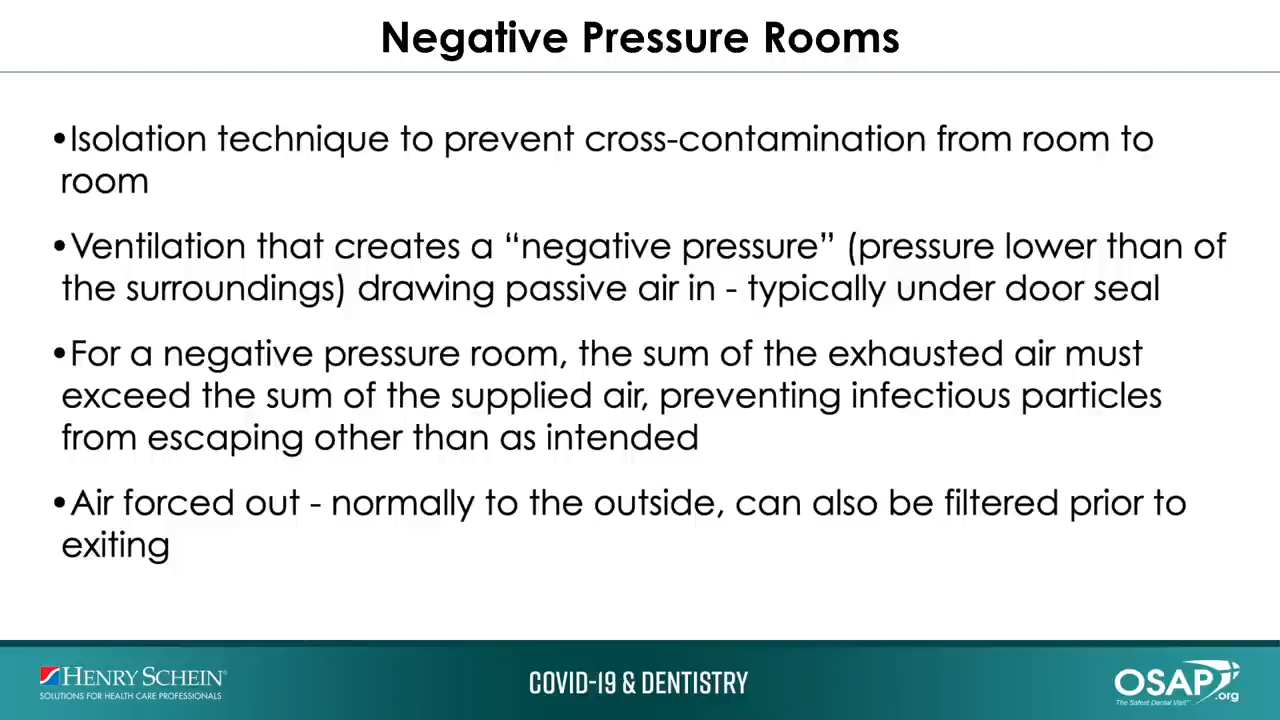 Negative Pressure Rooms
•Isolation technique to prevent cross-contamination from room to
room
•Ventilation that creates a “negative pressure” (pressure lower than of
the surroundings) drawing passive air in - typically under door seal
•For a negative pressure room, the sum of the exhausted air must
exceed the sum of the supplied air, preventing infectious particles
from escaping other than as intended
•Air forced out - normally to the outside, can also be filtered prior to
exiting
HENRY SCHEIN®
SOLUTIONS FOR HEALTH CARE PROFESSIONALS
COVID-19 & DENTISTRY
OSAP.org
The Safest Dental Visit™